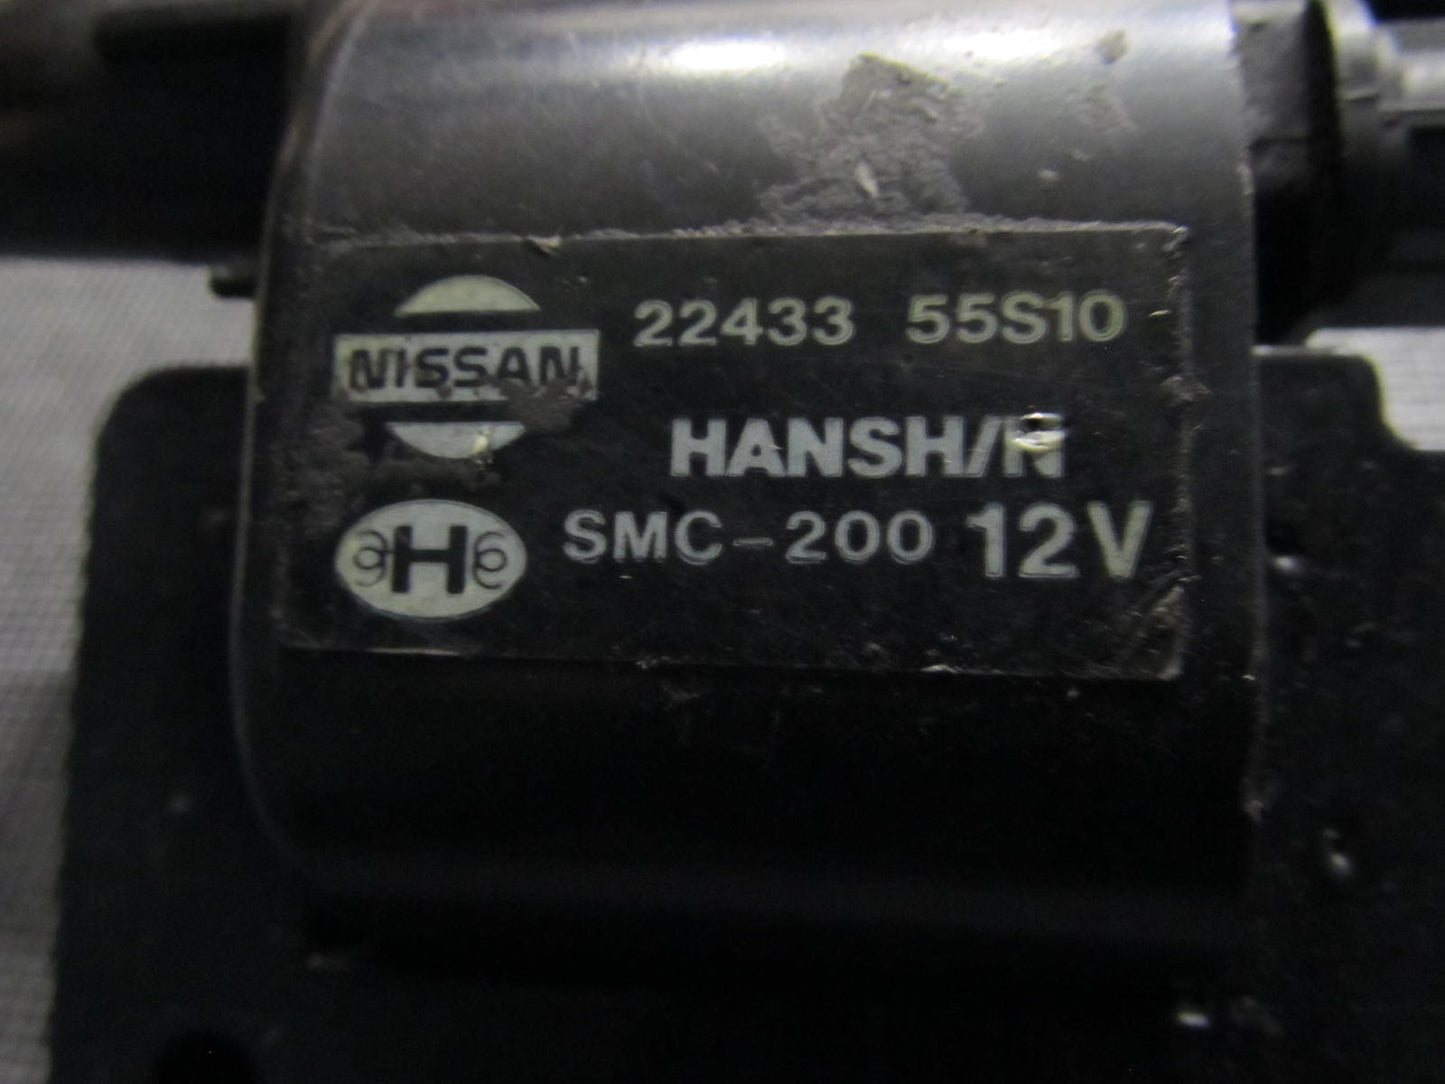 NISSAN
22433 55S10
HANSHIN
SMC-200 12V
H